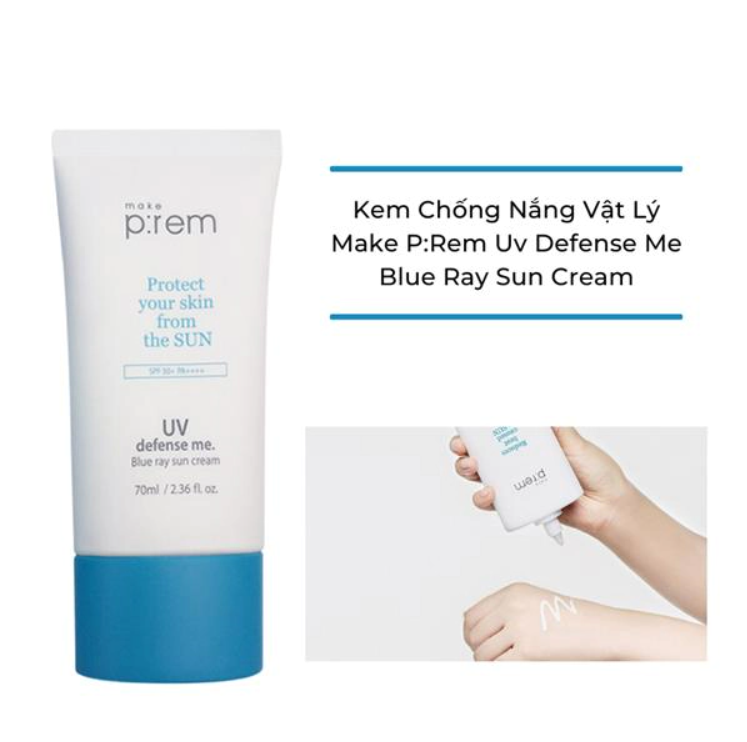 make
p:rem
Protect
your skin
from
the SUN
SPF 50+ PA++++
UV
defense me.
Blue ray sun cream
70ml / 2.36 fl. oz.
Kem Chống Nắng Vật Lý
Make P:Rem Uv Defense Me
Blue Ray Sun Cream
p:rem